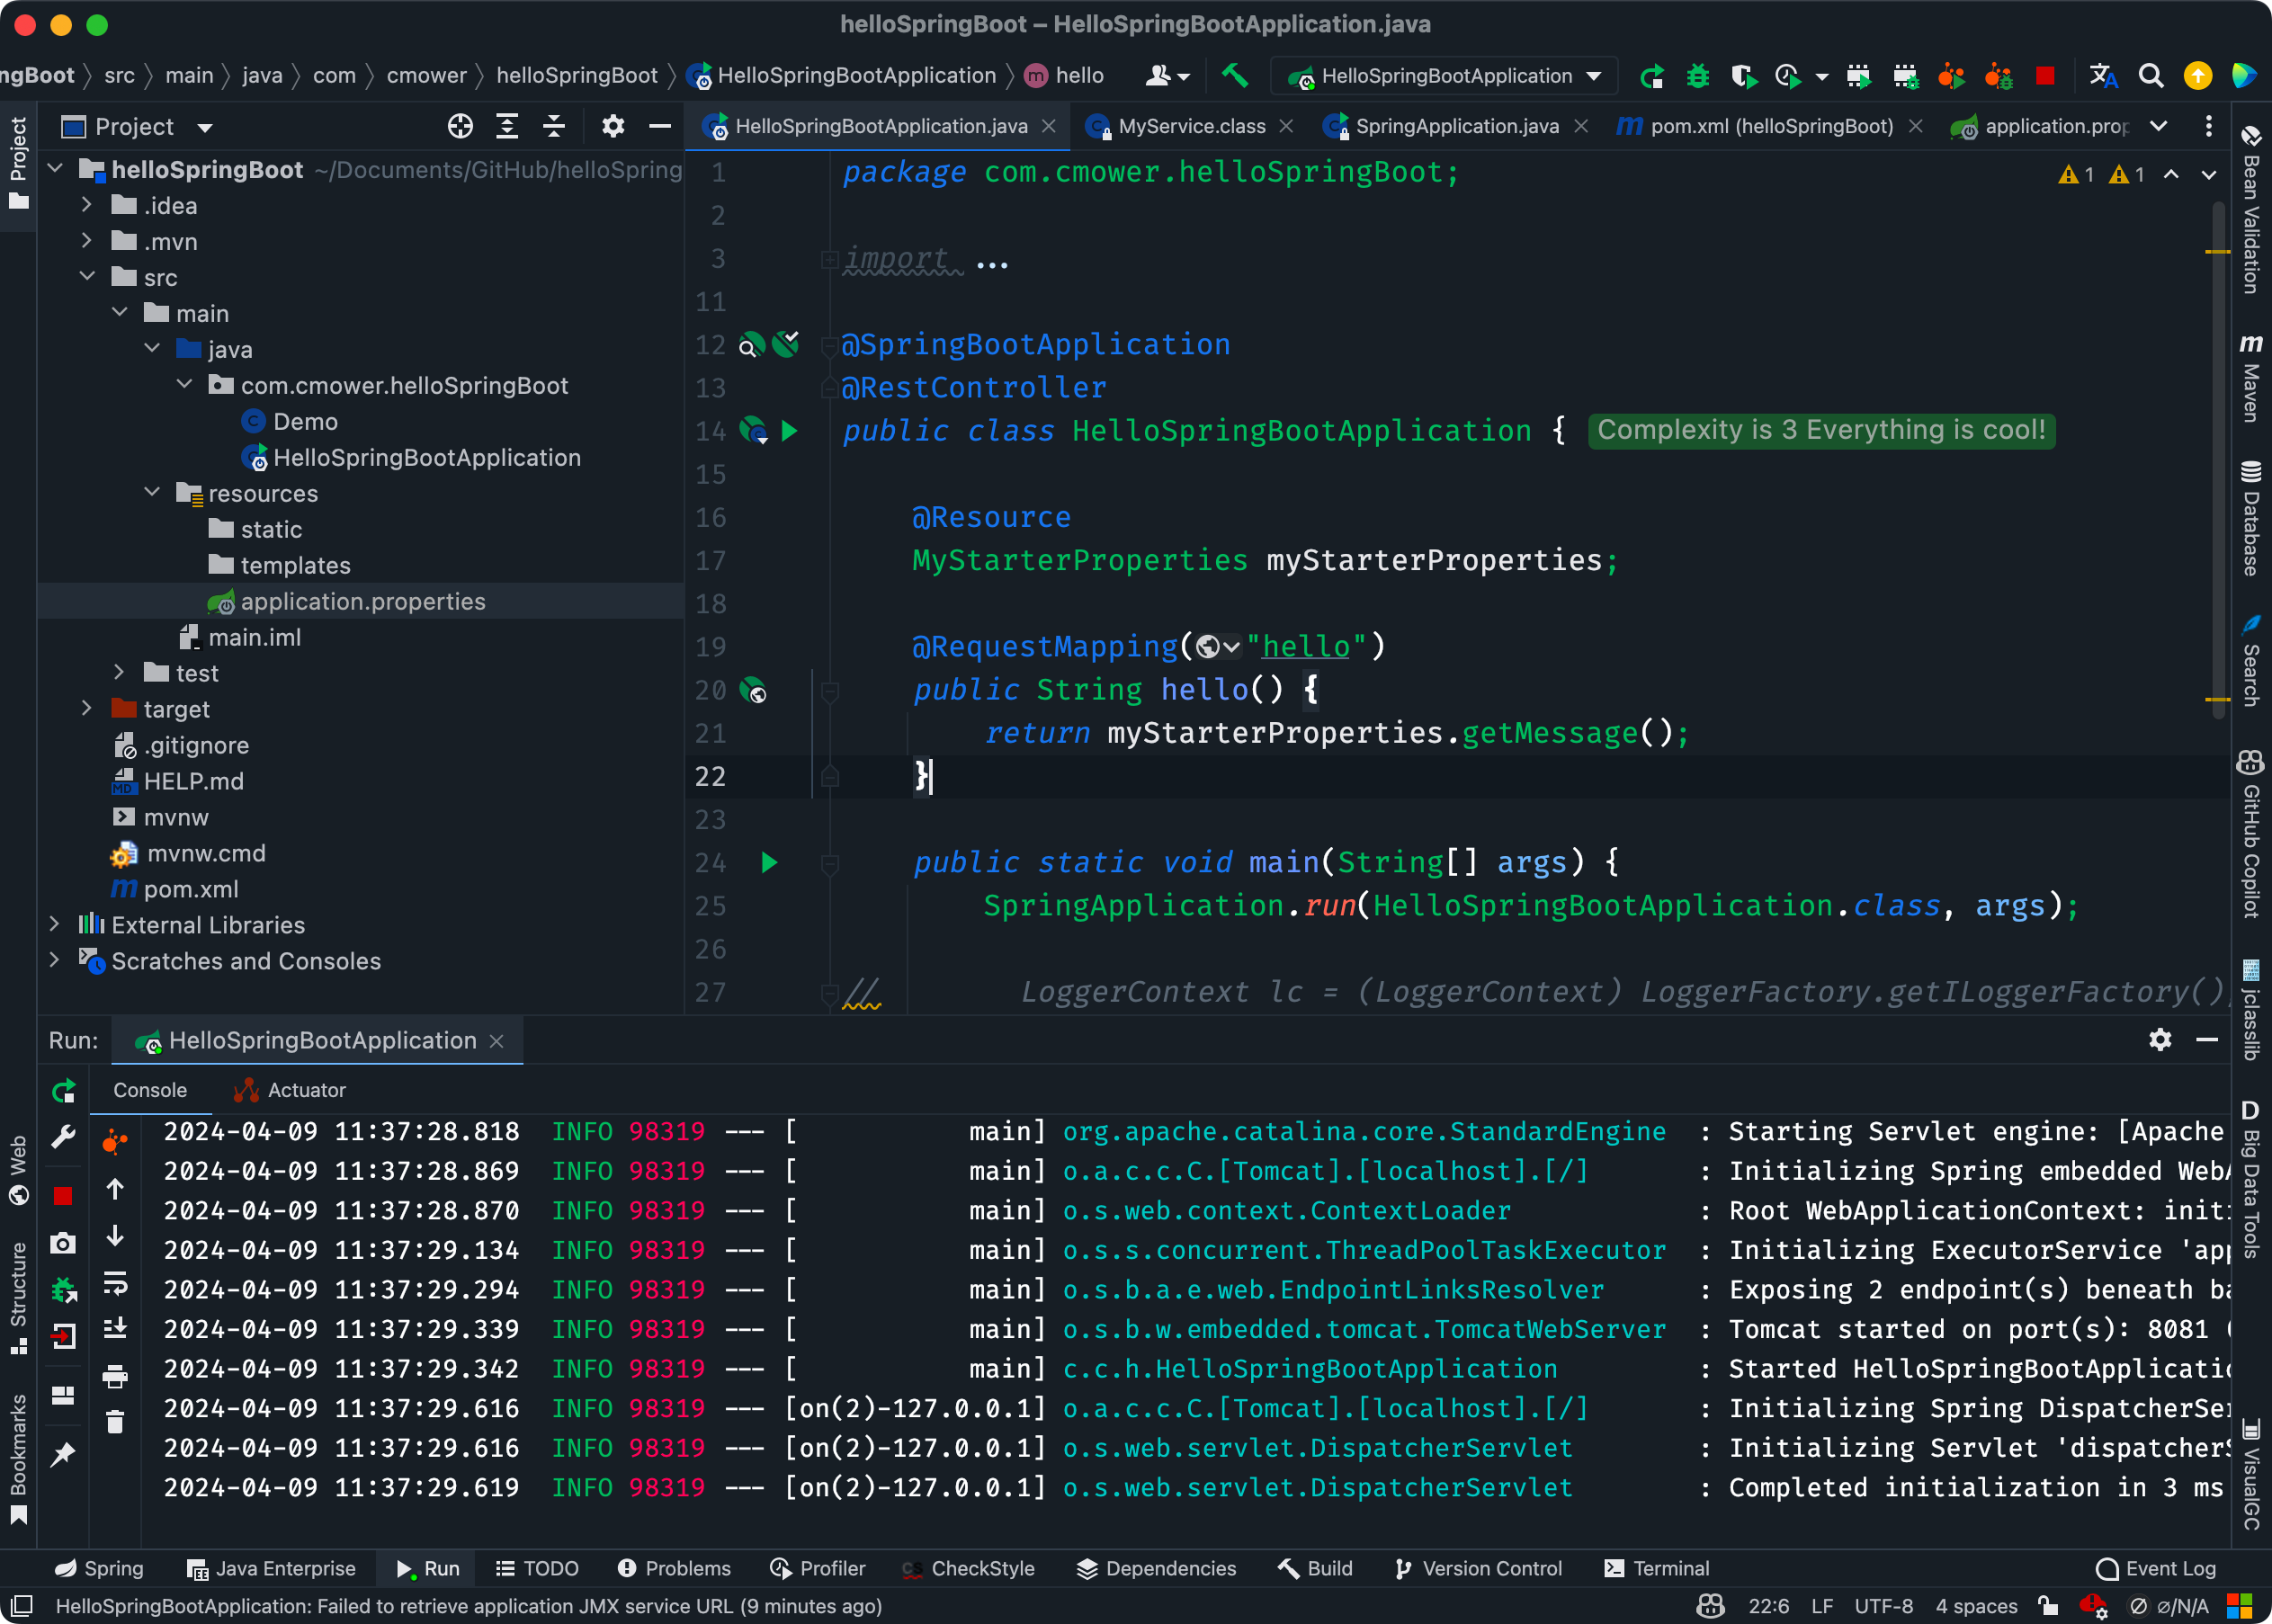 helloSpringBoot – HelloSpringBootApplication.java
ngBoot src main java com cmower helloSpringBoot HelloSpringBootApplication m hello HelloSpringBootApplication
Project
Project
HelloSpringBootApplication.java MyService.class SpringApplication.java pom.xml (helloSpringBoot) application.prop
helloSpringBoot ~/Documents/GitHub/helloSpring
.idea
.mvn
src
main
java
com.cmower.helloSpringBoot
Demo
HelloSpringBootApplication
resources
static
templates
application.properties
main.iml
test
target
.gitignore
HELP.md
mvnw
mvnw.cmd
pom.xml
External Libraries
Scratches and Consoles
1 package com.cmower.helloSpringBoot;
1 1
2
3 import ...
11
12 @SpringBootApplication
13 @RestController
14 public class HelloSpringBootApplication { Complexity is 3 Everything is cool!
15
16 @Resource
17 MyStarterProperties myStarterProperties;
18
19 @RequestMapping("hello")
20 public String hello() {
21 return myStarterProperties.getMessage();
22 }
23
24 public static void main(String[] args) {
25 SpringApplication.run(HelloSpringBootApplication.class, args);
26
27 // LoggerContext lc = (LoggerContext) LoggerFactory.getILoggerFactory();
Bean Validation
Maven
Database
Search
GitHub Copilot
jclasslib
Big Data Tools
VisualGC
Run: HelloSpringBootApplication
Console Actuator
2024-04-09 11:37:28.818 INFO 98319 --- [ main] org.apache.catalina.core.StandardEngine : Starting Servlet engine: [Apache
2024-04-09 11:37:28.869 INFO 98319 --- [ main] o.a.c.c.C.[Tomcat].[localhost].[/] : Initializing Spring embedded WebA
2024-04-09 11:37:28.870 INFO 98319 --- [ main] o.s.web.context.ContextLoader : Root WebApplicationContext: initi
2024-04-09 11:37:29.134 INFO 98319 --- [ main] o.s.s.concurrent.ThreadPoolTaskExecutor : Initializing ExecutorService 'app
2024-04-09 11:37:29.294 INFO 98319 --- [ main] o.s.b.a.e.web.EndpointLinksResolver : Exposing 2 endpoint(s) beneath ba
2024-04-09 11:37:29.339 INFO 98319 --- [ main] o.s.b.w.embedded.tomcat.TomcatWebServer : Tomcat started on port(s): 8081 (
2024-04-09 11:37:29.342 INFO 98319 --- [ main] c.c.h.HelloSpringBootApplication : Started HelloSpringBootApplicatio
2024-04-09 11:37:29.616 INFO 98319 --- [on(2)-127.0.0.1] o.a.c.c.C.[Tomcat].[localhost].[/] : Initializing Spring DispatcherSer
2024-04-09 11:37:29.616 INFO 98319 --- [on(2)-127.0.0.1] o.s.web.servlet.DispatcherServlet : Initializing Servlet 'dispatcherS
2024-04-09 11:37:29.619 INFO 98319 --- [on(2)-127.0.0.1] o.s.web.servlet.DispatcherServlet : Completed initialization in 3 ms
Web
Structure
Bookmarks
Spring Java Enterprise Run TODO Problems Profiler CheckStyle Dependencies Build Version Control Terminal Event Log
HelloSpringBootApplication: Failed to retrieve application JMX service URL (9 minutes ago) 22:6 LF UTF-8 4 spaces ⌀/N/A